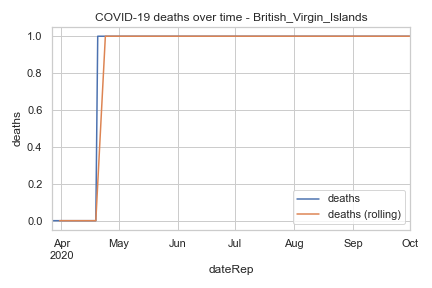 COVID-19 deaths over time - British_Virgin_Islands
deaths
1.0
0.8
0.6
0.4
0.2
0.0
deaths
deaths (rolling)
Apr May Jun Jul Aug Sep Oct
2020
dateRep